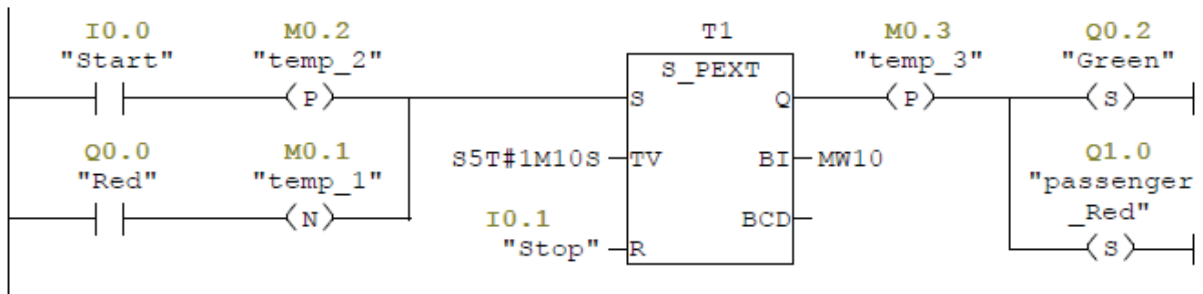 I0.0 M0.2 T1 M0.3 Q0.2
"Start" "temp_2" S_PEXT "temp_3" "Green"
P S Q P S
Q0.0 M0.1 S5T#1M10S TV BI MW10 Q1.0
"Red" "temp_1" "passenger
N I0.1 BCD _Red"
"Stop" R S